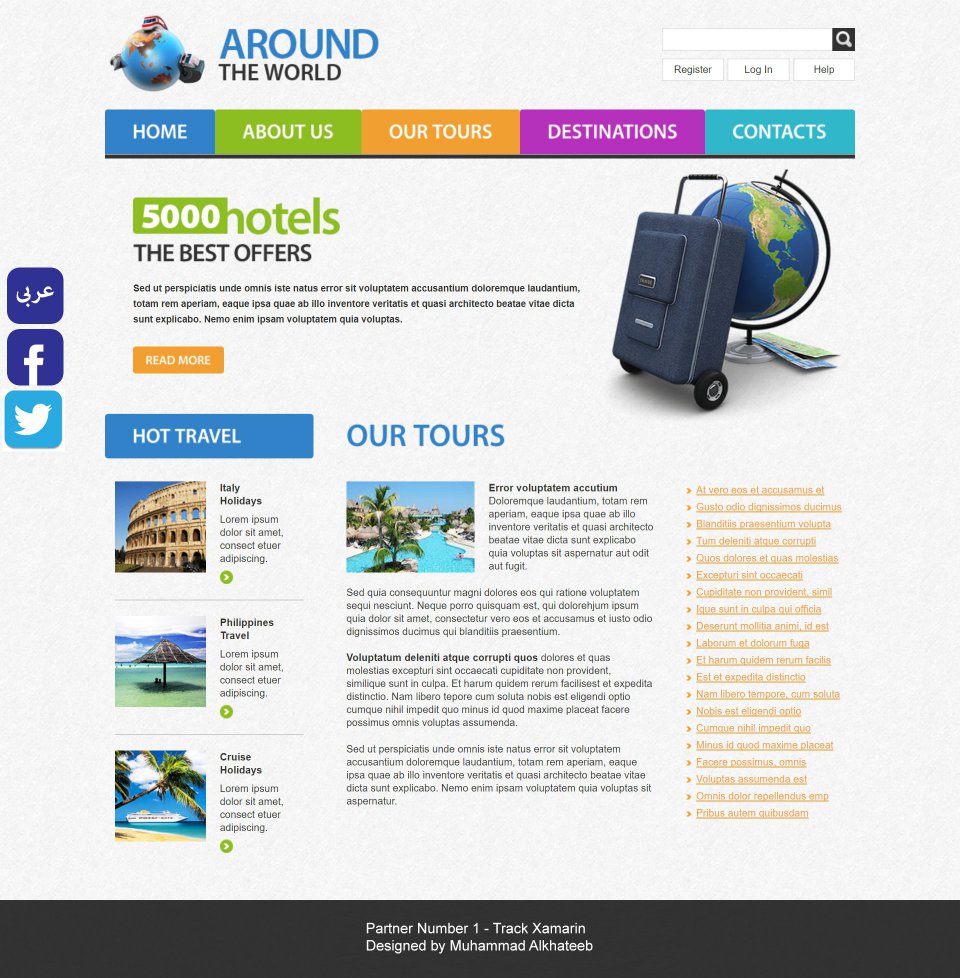 AROUND
THE WORLD
Register
Log In
Help
HOME
ABOUT US
OUR TOURS
DESTINATIONS
CONTACTS
5000hotels
THE BEST OFFERS
Sed ut perspiciatis unde omnis iste natus error sit voluptatem accusantium doloremque laudantium,
totam rem aperiam, eaque ipsa quae ab illo inventore veritatis et quasi architecto beatae vitae dicta
sunt explicabo. Nemo enim ipsam voluptatem quia voluptas.
READ MORE
عربى
f
HOT TRAVEL
Italy
Holidays
Lorem ipsum
dolor sit amet,
consect etuer
adipiscing.
Philippines
Travel
Lorem ipsum
dolor sit amet,
consect etuer
adipiscing.
Cruise
Holidays
Lorem ipsum
dolor sit amet,
consect etuer
adipiscing.
OUR TOURS
Error voluptatem accutium
Doloremque laudantium, totam rem
aperiam, eaque ipsa quae ab illo
inventore veritatis et quasi architecto
beatae vitae dicta sunt explicabo
quia voluptas sit aspernatur aut odit
aut fugit.
Sed quia consequuntur magni dolores eos qui ratione voluptatem
sequi nesciunt. Neque porro quisquam est, qui dolorehjum ipsum
quia dolor sit amet, consectetur vero eos et accusamus et iusto odio
dignissimos ducimus qui blanditiis praesentium.
Voluptatum deleniti atque corrupti quos dolores et quas
molestias excepturi sint occaecati cupiditate non provident,
similique sunt in culpa. Et harum quidem rerum facilisest et expedita
distinctio. Nam libero tepore cum soluta nobis est eligendi optio
cumque nihil impedit quo minus id quod maxime placeat facere
possimus omnis voluptas assumenda.
Sed ut perspiciatis unde omnis iste natus error sit voluptatem
accusantium doloremque laudantium, totam rem aperiam, eaque
ipsa quae ab illo inventore veritatis et quasi architecto beatae vitae
dicta sunt explicabo. Nemo enim ipsam voluptatem quia voluptas sit
aspernatur.
At vero eos et accusamus et
Gusto odio dignissimos ducimus
Blanditiis praesentium volupta
Tum deleniti atque corrupti
Quos dolores et quas molestias
Excepturi sint occaecati
Cupiditate non provident, simil
Ique sunt in culpa qui officia
Deserunt mollitia animi, id est
Laborum et dolorum fuga
Et harum quidem rerum facilis
Est et expedita distinctio
Nam libero tempore, cum soluta
Nobis est eligendi optio
Cumque nihil impedit quo
Minus id quod maxime placeat
Facere possimus, omnis
Voluptas assumenda est
Omnis dolor repellendus emp
Pribus autem quibusdam
Partner Number 1 - Track Xamarin
Designed by Muhammad Alkhateeb